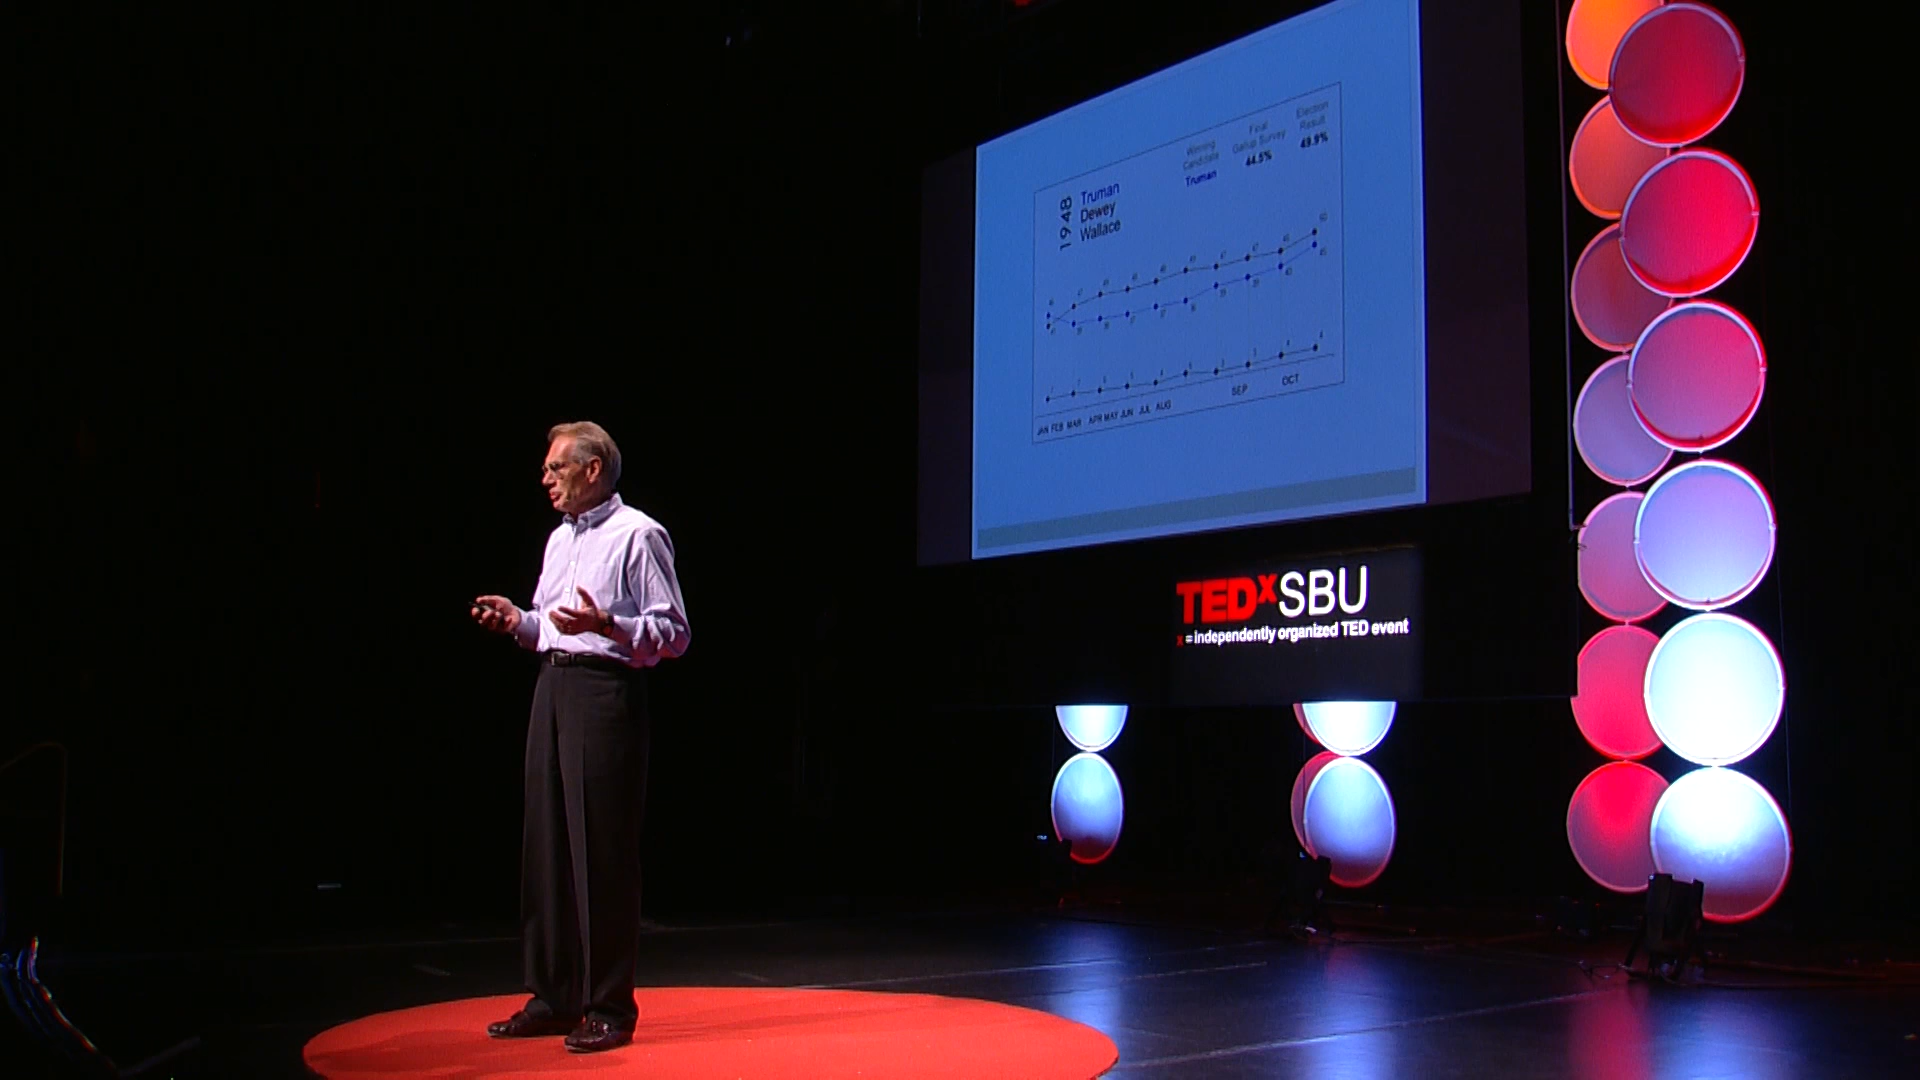 Election
Result
49.9%
Final
Gallup Survey
44.5%
Winning
Candidate
Truman
1948
Truman
Dewey
Wallace
JAN FEB MAR APR MAY JUN JUL AUG SEP OCT
TEDxSBU
x = independently organized TED event